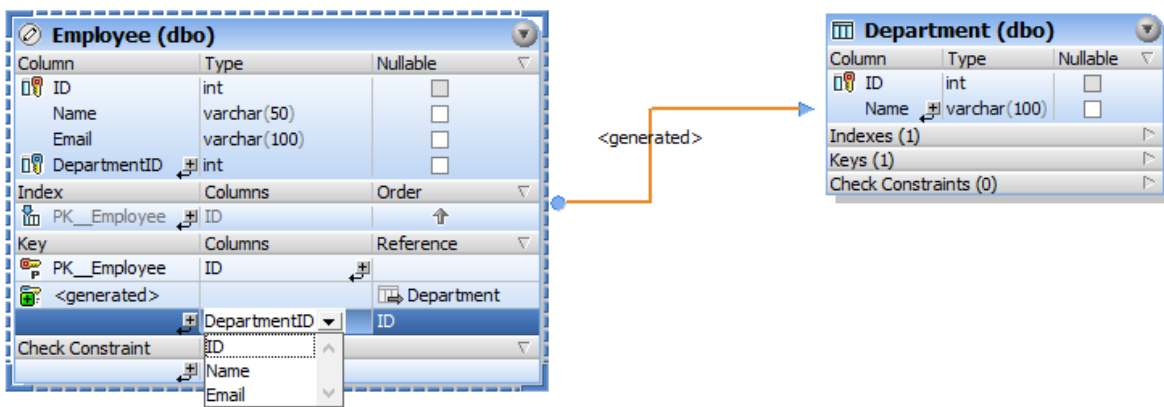 Employee (dbo)
Column Type Nullable
ID int
Name varchar(50)
Email varchar(100)
DepartmentID int
Index Columns Order
PK__Employee ID
Key Columns Reference
PK__Employee ID
<generated> Department
DepartmentID ID
Check Constraint
ID
Name
Email
<generated>
Department (dbo)
Column Type Nullable
ID int
Name varchar(100)
Indexes (1)
Keys (1)
Check Constraints (0)